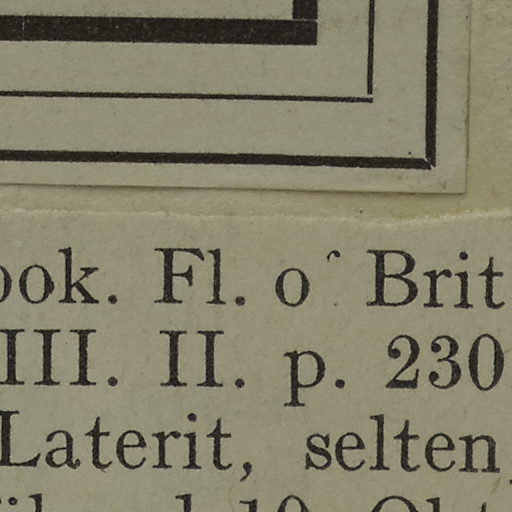 ook. Fl. o Brit
III. II. p. 230
Laterit, selten